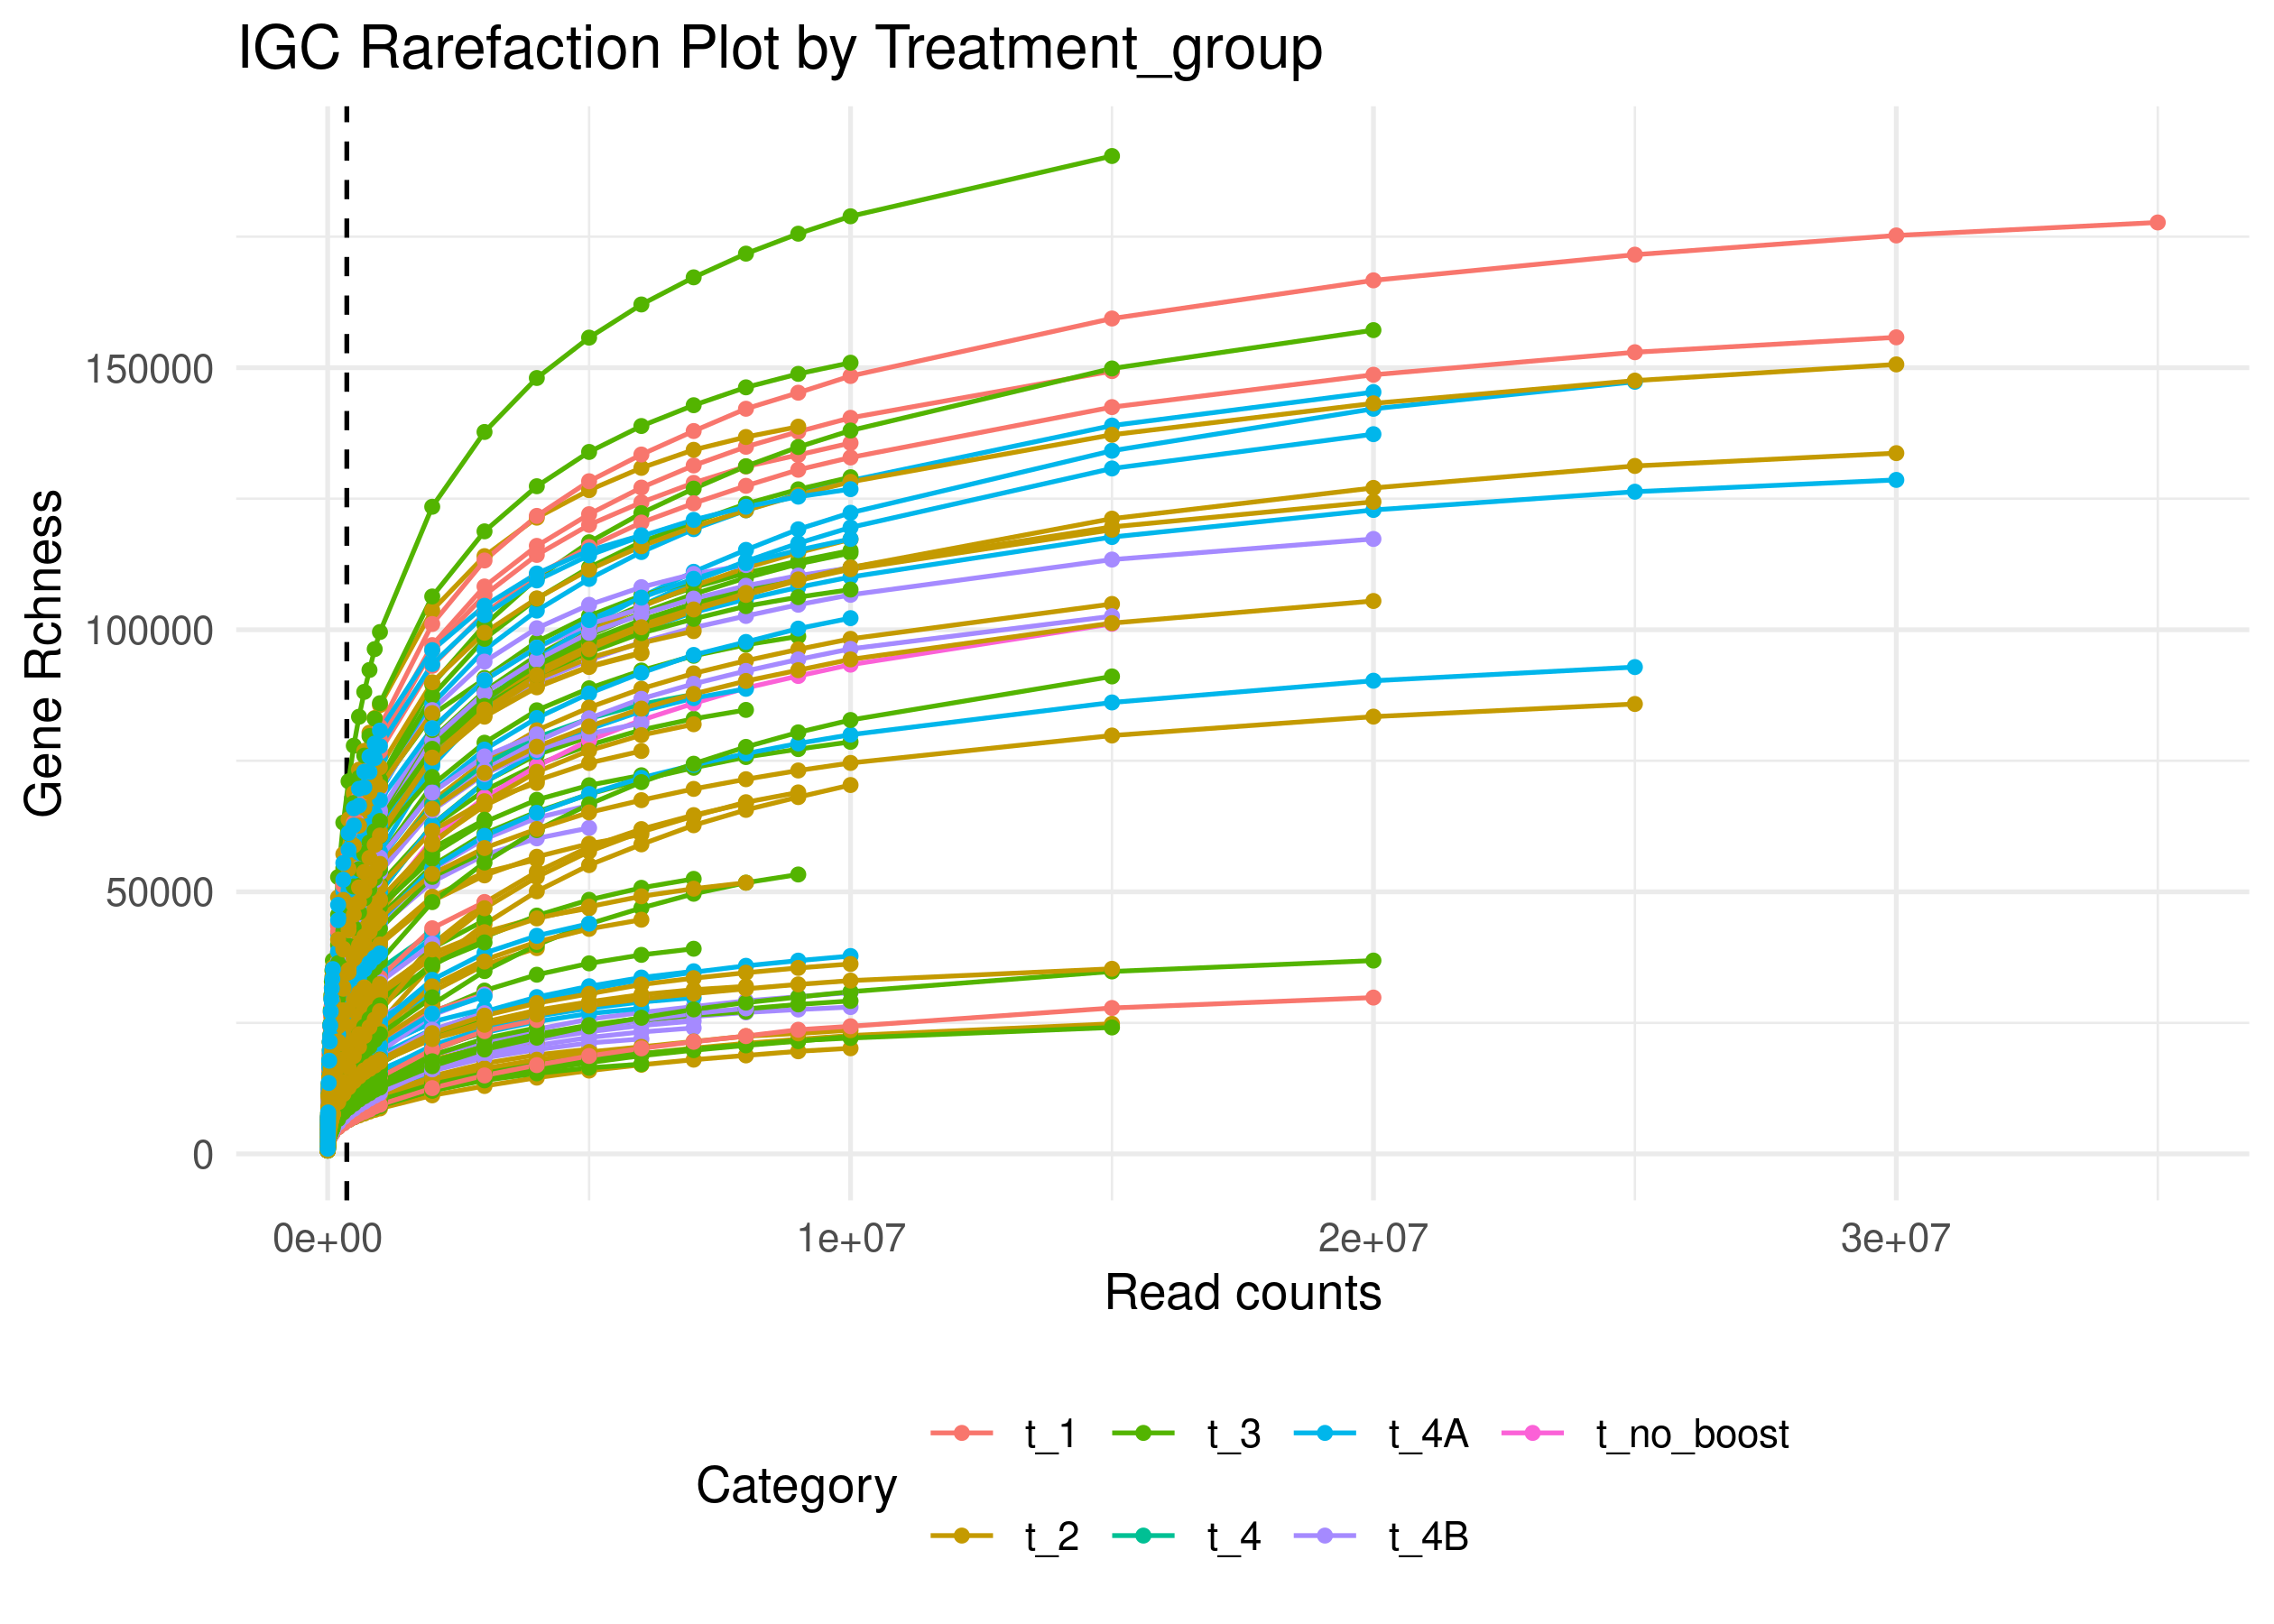 IGC Rarefaction Plot by Treatment_group
Gene Rchness
150000
100000
50000
0
0e+00 1e+07 2e+07 3e+07
Read counts
Category
t_1 t_3 t_4A t_no_boost
t_2 t_4 t_4B